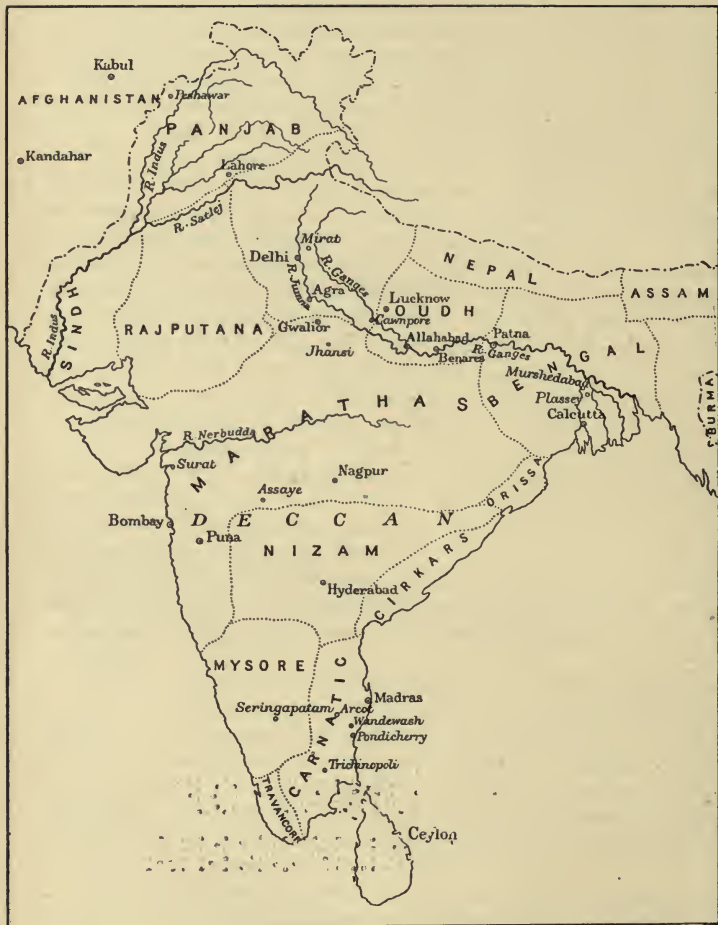 Kabul
AFGHANISTAN
Peshawar
PANJAB
Kandahar
R. Indus
Lahore
R. Satlej
Mirat
Delhi
R. Ganges
R. Jumna
NEPAL
SINDH
R. Indus
Agra
Lucknow
OUDH
ASSAM
RAJPUTANA
Gwalior
Cawnpore
Allahabad
Patna
Jhansi
Benares
R. Ganges
BENGAL
Murshedabad
Plassey
Calcutta
BURMA
MARATHAS
R. Nerbudda
Surat
Nagpur
Assaye
ORISSA
Bombay
DECCAN
Puna
NIZAM
CIRKARS
Hyderabad
MYSORE
CARNATIC
Madras
Seringapatam
Arcot
Wandewash
Pondicherry
Trichinopoli
TRAVANCORE
Ceylon